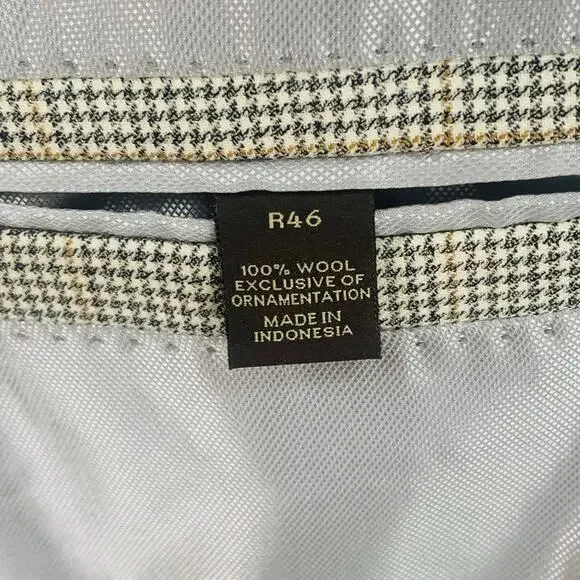 R46
100% WOOL
EXCLUSIVE OF
ORNAMENTATION
MADE IN
INDONESIA